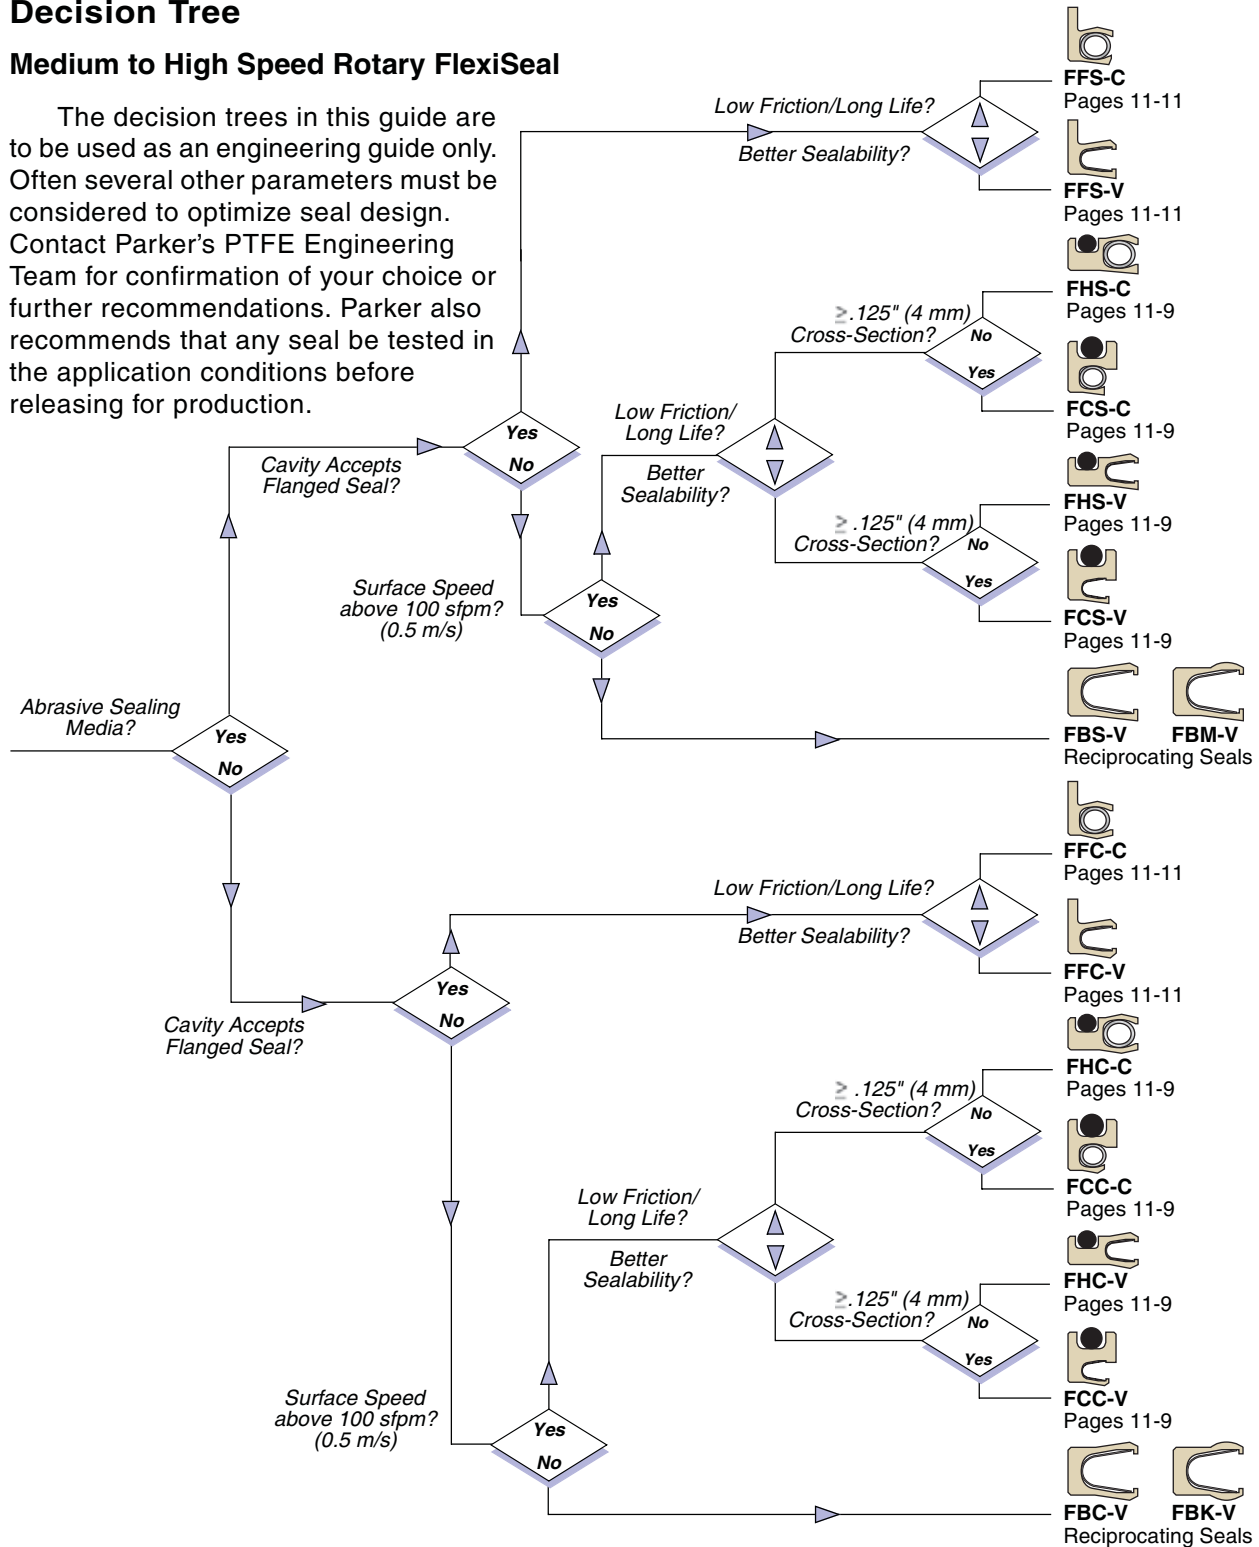 Decision Tree
Medium to High Speed Rotary FlexiSeal
The decision trees in this guide are
to be used as an engineering guide only.
Often several other parameters must be
considered to optimize seal design.
Contact Parker's PTFE Engineering
Team for confirmation of your choice or
further recommendations. Parker also
recommends that any seal be tested in
the application conditions before
releasing for production.
Low Friction/Long Life?
Better Sealability?
FFS-C
Pages 11-11
FFS-V
Pages 11-11
≥.125" (4 mm)
Cross-Section?
No
Yes
FHS-C
Pages 11-9
FCS-C
Pages 11-9
Cavity Accepts
Flanged Seal?
Yes
No
Low Friction/
Long Life?
Better
Sealability?
≥ .125" (4 mm)
Cross-Section?
No
Yes
FHS-V
Pages 11-9
FCS-V
Pages 11-9
Surface Speed
above 100 sfpm?
(0.5 m/s)
Yes
No
FBS-V FBM-V
Reciprocating Seals
Abrasive Sealing
Media?
Yes
No
Low Friction/Long Life?
Better Sealability?
FFC-C
Pages 11-11
FFC-V
Pages 11-11
Cavity Accepts
Flanged Seal?
Yes
No
≥ .125" (4 mm)
Cross-Section?
No
Yes
FHC-C
Pages 11-9
FCC-C
Pages 11-9
Low Friction/
Long Life?
Better
Sealability?
≥.125" (4 mm)
Cross-Section?
No
Yes
FHC-V
Pages 11-9
FCC-V
Pages 11-9
Surface Speed
above 100 sfpm?
(0.5 m/s)
Yes
No
FBC-V FBK-V
Reciprocating Seals